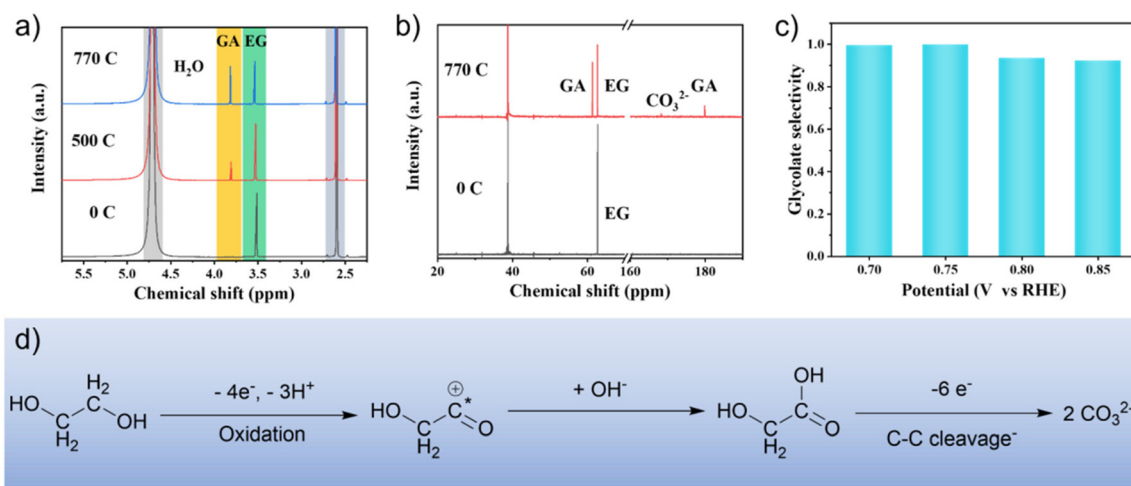 a)
GA EG
770 C
H₂O
500 C
0 C
Intensity (a.u.)
5.5 5.0 4.5 4.0 3.5 3.0 2.5
Chemical shift (ppm)
b)
770 C
GA EG CO₃²⁻ GA
0 C
EG
Intensity (a.u.)
20 40 60 160 180
Chemical shift (ppm)
c)
Glycolate selectivity
1.0
0.8
0.6
0.4
0.2
0.0
0.70 0.75 0.80 0.85
Potential (V vs RHE)
d)
HO C H₂ H₂ C OH
- 4e⁻, - 3H⁺
Oxidation
HO C H₂ ⊕ C * O
+ OH⁻
HO C H₂ OH C O
-6 e⁻
C-C cleavage⁻
2 CO₃²⁻